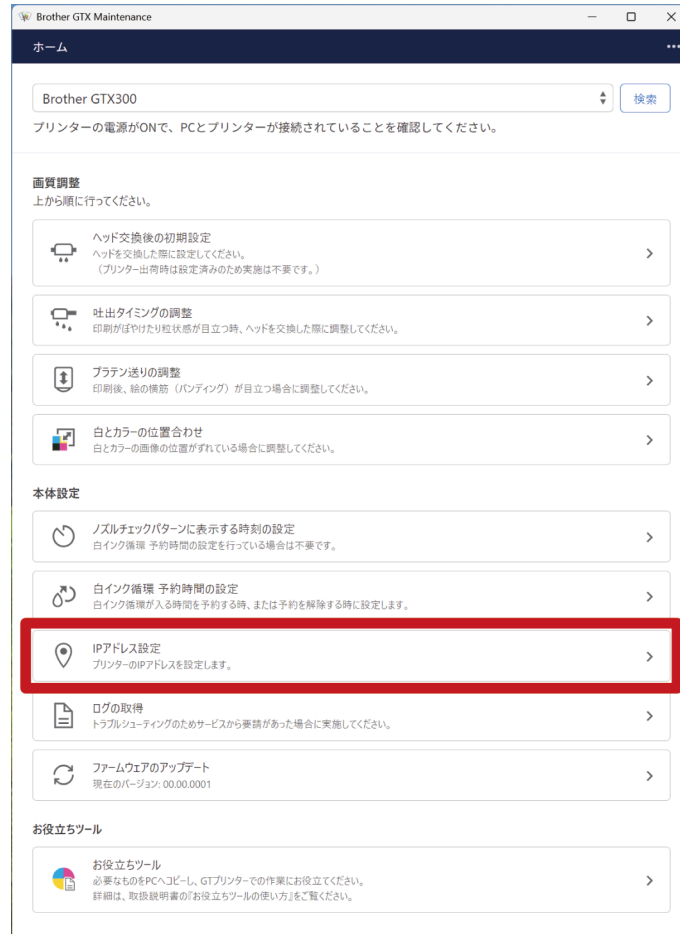 Brother GTX Maintenance
ホーム
Brother GTX300
検索
プリンターの電源がONで、PCとプリンターが接続されていることを確認してください。
画質調整
上から順に行ってください。
ヘッド交換後の初期設定
ヘッドを交換した際に設定してください。
（プリンター出荷時は設定済みのため実施は不要です。）
吐出タイミングの調整
印刷がぼやけたり粒状感が目立つ時、ヘッドを交換した際に調整してください。
プラテン送りの調整
印刷後、絵の横筋（バンディング）が目立つ場合に調整してください。
白とカラーの位置合わせ
白とカラーの画像の位置がずれている場合に調整してください。
本体設定
ノズルチェックパターンに表示する時刻の設定
白インク循環 予約時間の設定を行っている場合は不要です。
白インク循環 予約時間の設定
白インク循環が入る時間を予約する時、または予約を解除する時に設定します。
IPアドレス設定
プリンターのIPアドレスを設定します。
ログの取得
トラブルシューティングのためサービスから要請があった場合に実施してください。
ファームウェアのアップデート
現在のバージョン: 00.00.0001
お役立ちツール
お役立ちツール
必要なものをPCへコピーし、GTプリンターでの作業にお役立てください。
詳細は、取扱説明書の『お役立ちツールの使い方』をご覧ください。